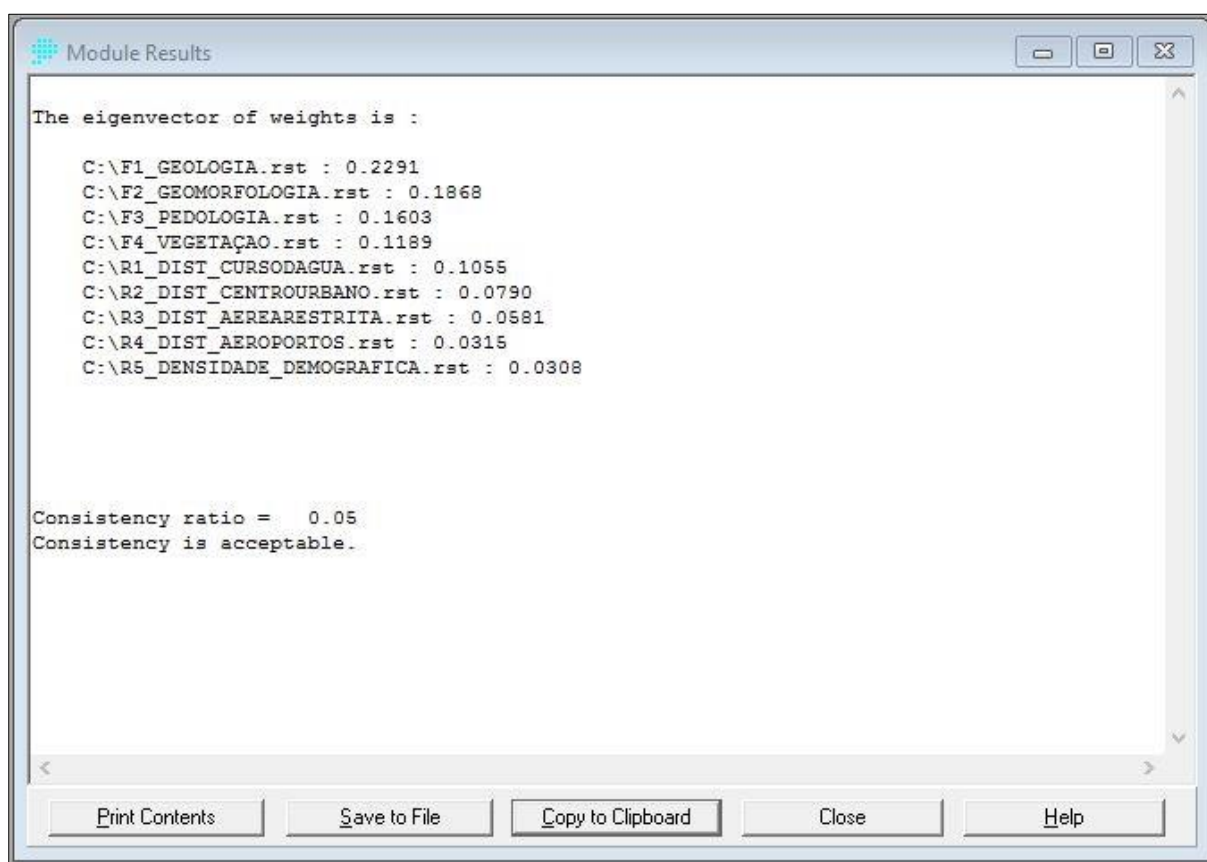 Module Results
The eigenvector of weights is :
C:\F1_GEOLOGIA.rst : 0.2291
C:\F2_GEOMORFOLOGIA.rst : 0.1868
C:\F3_PEDOLOGIA.rst : 0.1603
C:\F4_VEGETAÇAO.rst : 0.1189
C:\R1_DIST_CURSODAGUA.rst : 0.1055
C:\R2_DIST_CENTROURBANO.rst : 0.0790
C:\R3_DIST_AEREARESTRITA.rst : 0.0581
C:\R4_DIST_AEROPORTOS.rst : 0.0315
C:\R5_DENSIDADE_DEMOGRAFICA.rst : 0.0308
Consistency ratio =   0.05
Consistency is acceptable.
Print Contents Save to File Copy to Clipboard Close Help